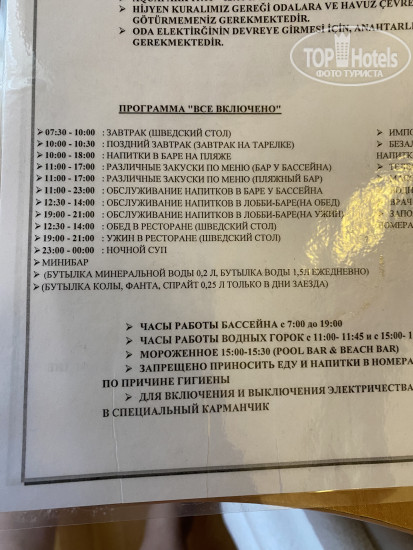 HİJYEN KURALIMIZ GEREĞİ ODALARA VE HAVUZ ÇEVRE
GÖTÜRMEMENİZ GEREKMEKTEDİR.
ODA ELEKTİRĞİNİN DEVREYE GİRMESİ İÇİN, ANAHTARL
GEREKMEKTEDİR.
TOP Hotels
ФОТО ТУРИСТА
ПРОГРАММА "ВСЕ ВКЛЮЧЕНО"
07:30 - 10:00 : ЗАВТРАК (ШВЕДСКИЙ СТОЛ)
10:00 - 10:30 : ПОЗДНИЙ ЗАВТРАК (ЗАВТРАК НА ТАРЕЛКЕ)
10:00 - 18:00 : НАПИТКИ В БАРЕ НА ПЛЯЖЕ
11:00 - 17:00 : РАЗЛИЧНЫЕ ЗАКУСКИ ПО МЕНЮ (БАР У БАССЕЙНА)
11:00 - 17:00 : РАЗЛИЧНЫЕ ЗАКУСКИ ПО МЕНЮ (ПЛЯЖНЫЙ БАР)
11:00 - 23:00 : ОБСЛУЖИВАНИЕ НАПИТКОВ В БАРЕ У БАССЕЙНА
12:30 - 14:00 : ОБСЛУЖИВАНИЕ НАПИТКОВ В ЛОББИ-БАРЕ(НА ОБЕД)
19:00 - 21:00 : ОБСЛУЖИВАНИЕ НАПИТКОВ В ЛОББИ-БАРЕ(НА УЖИН)
12:30 - 14:00 : ОБЕД В РЕСТОРАНЕ (ШВЕДСКИЙ СТОЛ)
19:00 - 21:00 : УЖИН В РЕСТОРАНЕ (ШВЕДСКИЙ СТОЛ)
23:00 - 00:00 : НОЧНОЙ СУП
МИНИБАР
(БУТЫЛКА МИНЕРАЛЬНОЙ ВОДЫ 0,2 Л, БУТЫЛКА ВОДЫ 1,5Л ЕЖЕДНЕВНО)
(БУТЫЛКА КОЛЫ, ФАНТА, СПРАЙТ 0,25 Л ТОЛЬКО В ДНИ ЗАЕЗДА)
ИМПО
БЕЗАЛ
НАПИТК
ВРАЧ
НОМЕРА
ЧАСЫ РАБОТЫ БАССЕЙНА с 7:00 до 19:00
ЧАСЫ РАБОТЫ ВОДНЫХ ГОРОК с 11:00- 11:45 и с 15:00- 1
МОРОЖЕННОЕ 15:00-15:30 (POOL BAR & BEACH BAR)
ЗАПРЕЩЕНО ПРИНОСИТЬ ЕДУ И НАПИТКИ В НОМЕРА
ПО ПРИЧИНЕ ГИГИЕНЫ
ДЛЯ ВКЛЮЧЕНИЯ И ВЫКЛЮЧЕНИЯ ЭЛЕКТРИЧЕСТВА
В СПЕЦИАЛЬНЫЙ КАРМАНЧИК